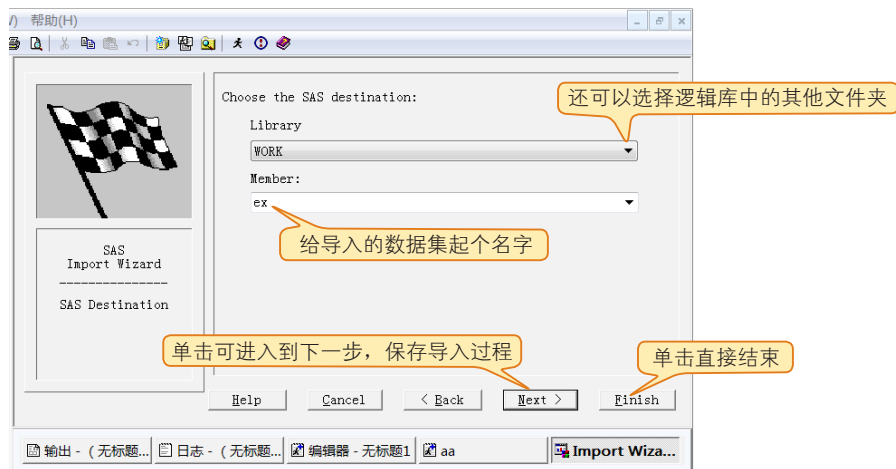 /) 帮助(H)
Choose the SAS destination:
还可以选择逻辑库中的其他文件夹
Library
WORK
Member:
ex
给导入的数据集起个名字
SAS
Import Wizard
---------------
SAS Destination
单击可进入到下一步，保存导入过程
单击直接结束
Help Cancel < Back Next > Finish
输出 - (无标题... 日志 - (无标题... 编辑器 - 无标题1 aa Import Wiza...